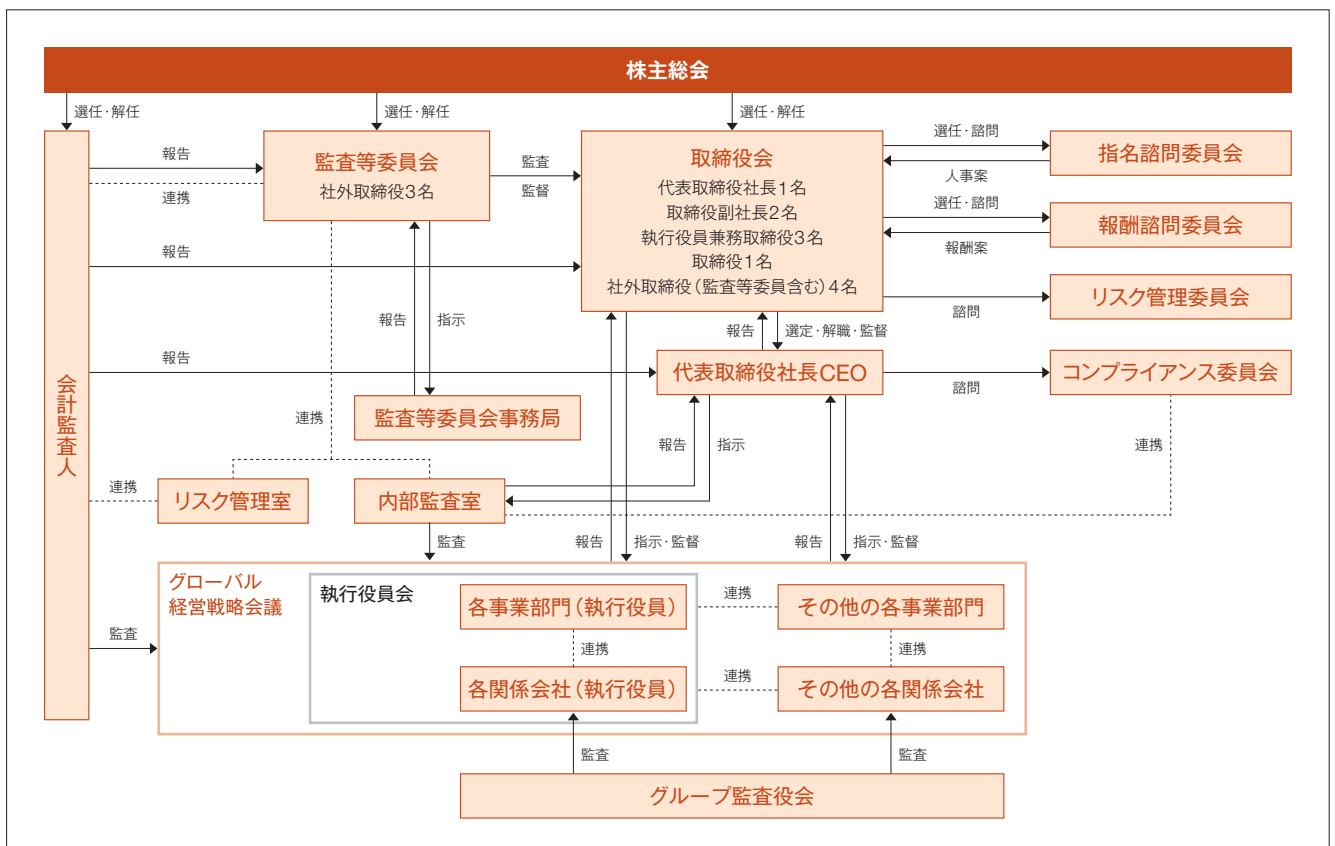 株主総会
選任・解任
選任・解任
選任・解任
会計監査人
報告
連携
監査等委員会
社外取締役3名
監査
監督
取締役会
代表取締役社長1名
取締役副社長2名
執行役員兼務取締役3名
取締役1名
社外取締役（監査等委員含む）4名
選任・諮問
人事案
指名諮問委員会
選任・諮問
報酬案
報酬諮問委員会
報告
諮問
リスク管理委員会
報告
指示
報告
選定・解職・監督
報告
代表取締役社長CEO
諮問
コンプライアンス委員会
監査等委員会事務局
連携
報告
指示
連携
連携
リスク管理室
内部監査室
監査
報告
指示・監督
報告
指示・監督
グローバル
経営戦略会議
執行役員会
各事業部門（執行役員）
連携
その他の各事業部門
監査
連携
連携
各関係会社（執行役員）
連携
その他の各関係会社
監査
監査
グループ監査役会